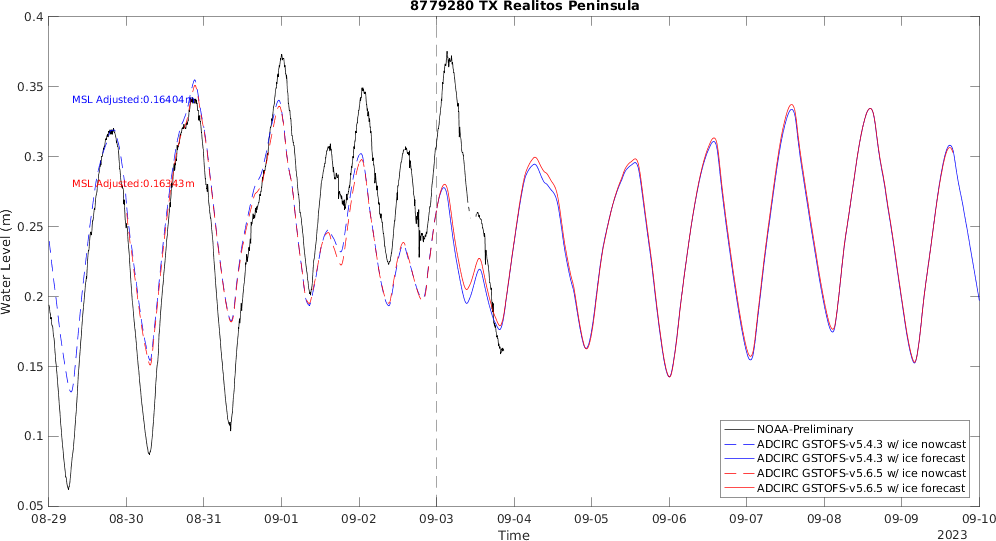 8779280 TX Realitos Peninsula
0.4
0.35
0.3
0.25
0.2
0.15
0.1
0.05
Water Level (m)
MSL Adjusted:0.16404m
MSL Adjusted:0.16343m
NOAA-Preliminary
ADCIRC GSTOFS-v5.4.3 w/ ice nowcast
ADCIRC GSTOFS-v5.4.3 w/ ice forecast
ADCIRC GSTOFS-v5.6.5 w/ ice nowcast
ADCIRC GSTOFS-v5.6.5 w/ ice forecast
08-29 08-30 08-31 09-01 09-02 09-03 09-04 09-05 09-06 09-07 09-08 09-09 09-10
Time
2023